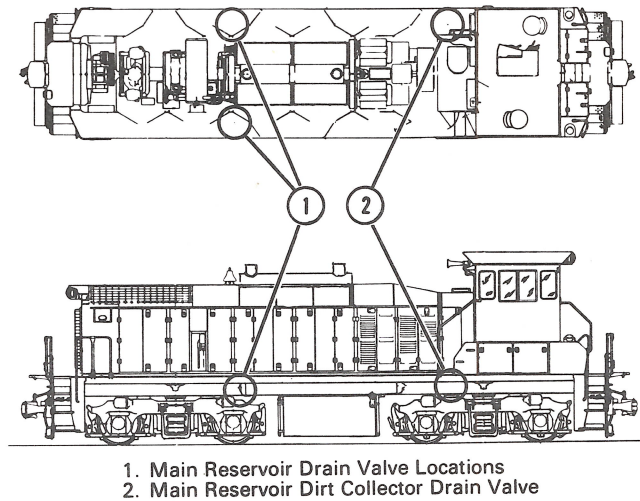 1
2
1. Main Reservoir Drain Valve Locations
2. Main Reservoir Dirt Collector Drain Valve